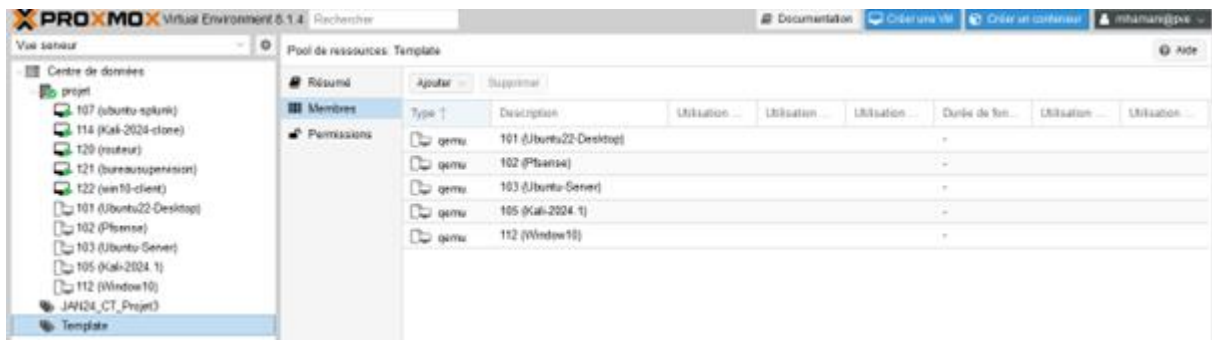 PROXMOX Virtual Environment 8.1.4 Rechercher Documentation Créer une VM Créer un conteneur mhamani@pve
Vue serveur
Pool de ressources: Template Aide
Centre de données
projet
107 (ubuntu-splunk)
114 (Kali-2024-clone)
120 (routeur)
121 (bureausupervision)
122 (win10-client)
101 (Ubuntu22-Desktop)
102 (Pfsense)
103 (Ubuntu-Server)
105 (Kali-2024.1)
112 (Window10)
JAN24_CT_Projet3
Template
Résumé
Membres
Permissions
Ajouter Supprimer
Type ↑ Description Utilisation ... Utilisation ... Utilisation ... Durée de fon... Utilisation ... Utilisation ...
qemu 101 (Ubuntu22-Desktop) -
qemu 102 (Pfsense) -
qemu 103 (Ubuntu-Server) -
qemu 105 (Kali-2024.1) -
qemu 112 (Window10) -